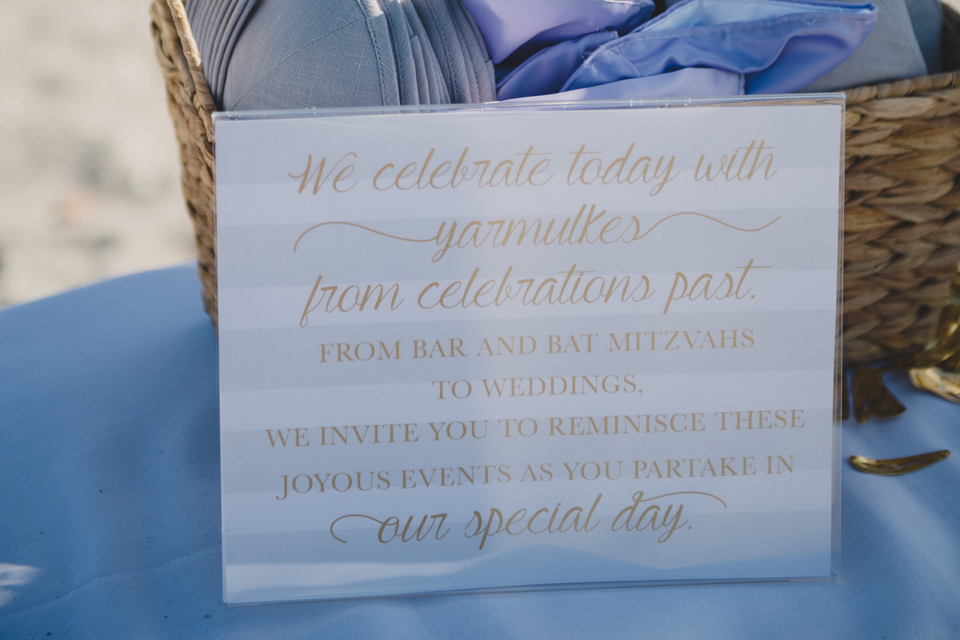 We celebrate today with
yarmulkes
from celebrations past.
FROM BAR AND BAT MITZVAHS
TO WEDDINGS,
WE INVITE YOU TO REMINISCE THESE
JOYOUS EVENTS AS YOU PARTAKE IN
our special day.